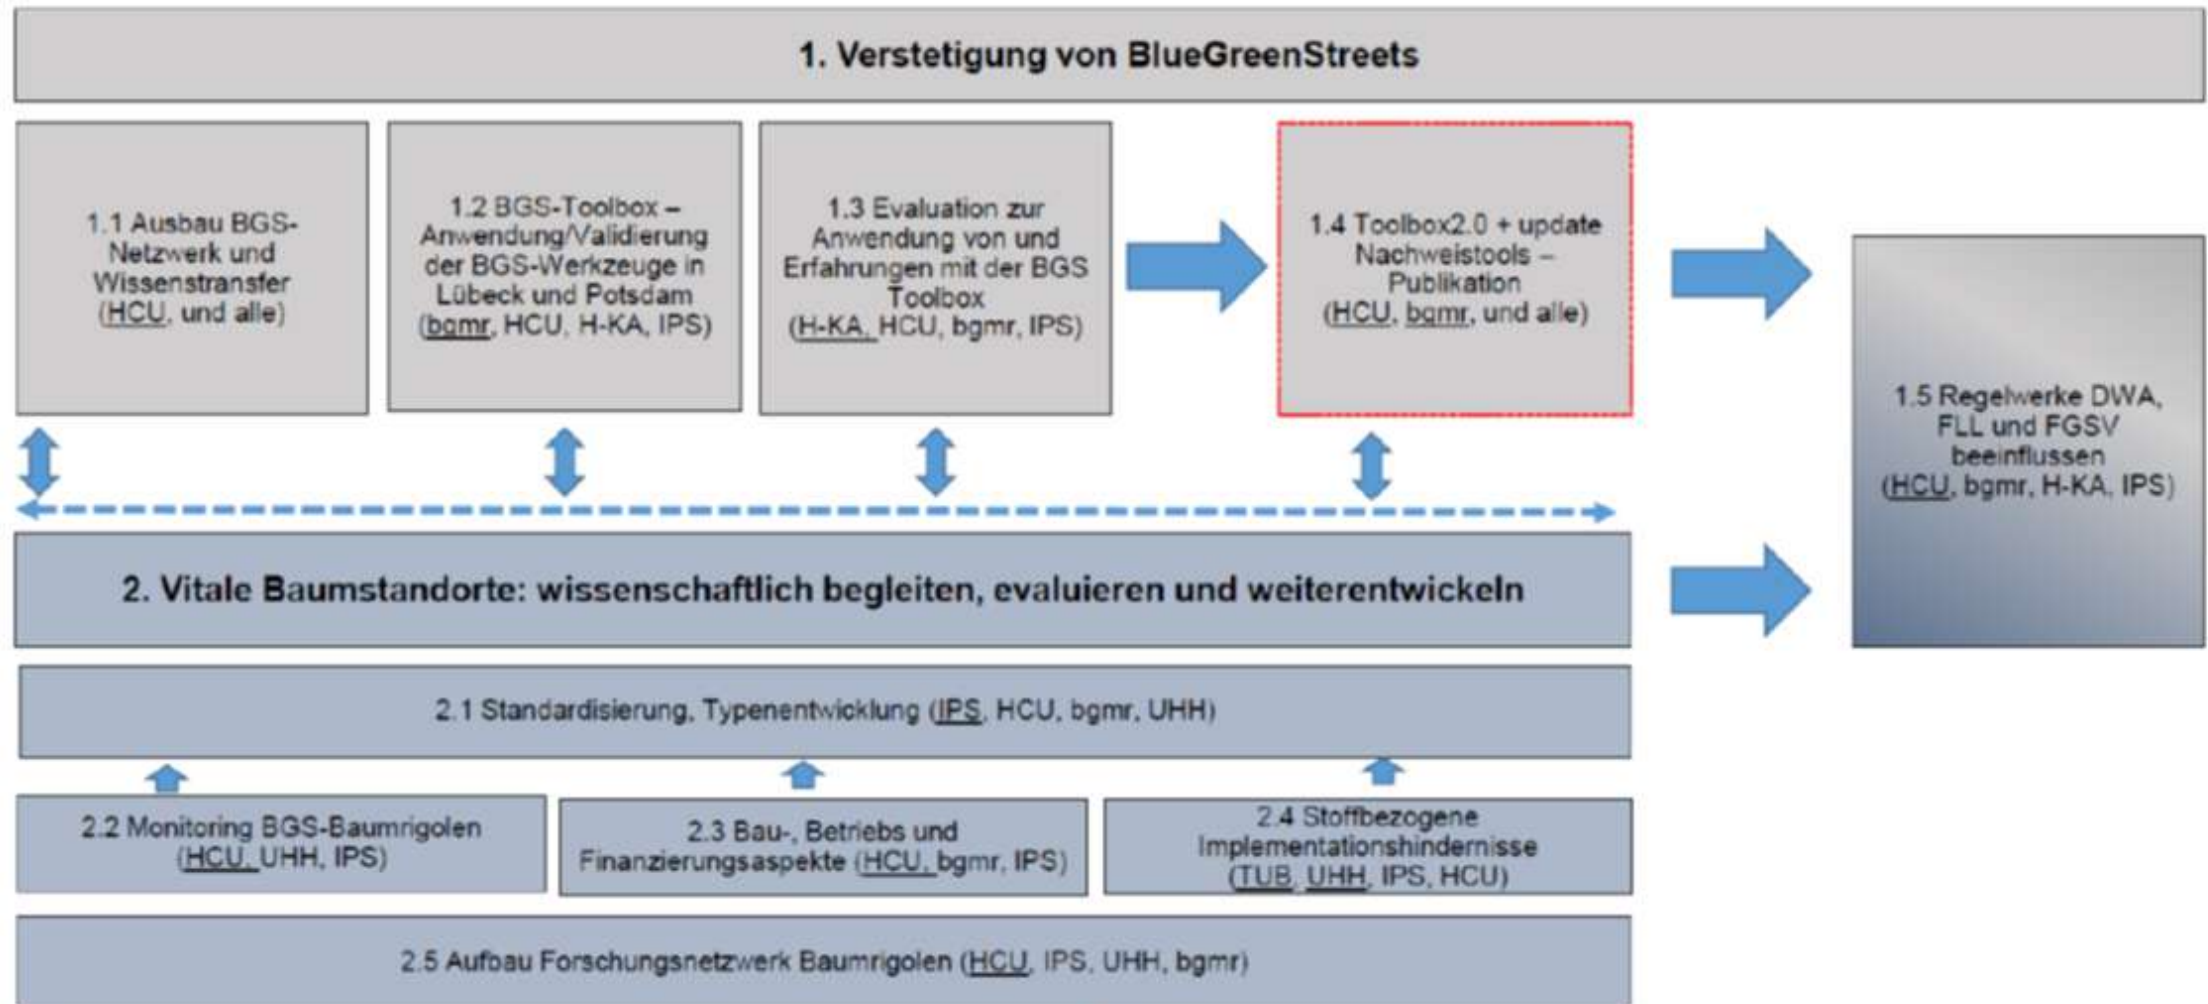 1. Verstetigung von BlueGreenStreets
1.1 Ausbau BGS-
Netzwerk und
Wissenstransfer
(HCU, und alle)
1.2 BGS-Toolbox –
Anwendung/Validierung
der BGS-Werkzeuge in
Lübeck und Potsdam
(bgmr, HCU, H-KA, IPS)
1.3 Evaluation zur
Anwendung von und
Erfahrungen mit der BGS
Toolbox
(H-KA, HCU, bgmr, IPS)
1.4 Toolbox2.0 + update
Nachweistools –
Publikation
(HCU, bgmr, und alle)
1.5 Regelwerke DWA,
FLL und FGSV
beeinflussen
(HCU, bgmr, H-KA, IPS)
2. Vitale Baumstandorte: wissenschaftlich begleiten, evaluieren und weiterentwickeln
2.1 Standardisierung, Typenentwicklung (IPS, HCU, bgmr, UHH)
2.2 Monitoring BGS-Baumrigolen
(HCU, UHH, IPS)
2.3 Bau-, Betriebs und
Finanzierungsaspekte (HCU, bgmr, IPS)
2.4 Stoffbezogene
Implementationshindernisse
(TUB, UHH, IPS, HCU)
2.5 Aufbau Forschungsnetzwerk Baumrigolen (HCU, IPS, UHH, bgmr)